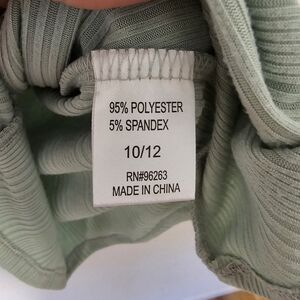 95% POLYESTER
5% SPANDEX
10/12
RN#96263
MADE IN CHINA